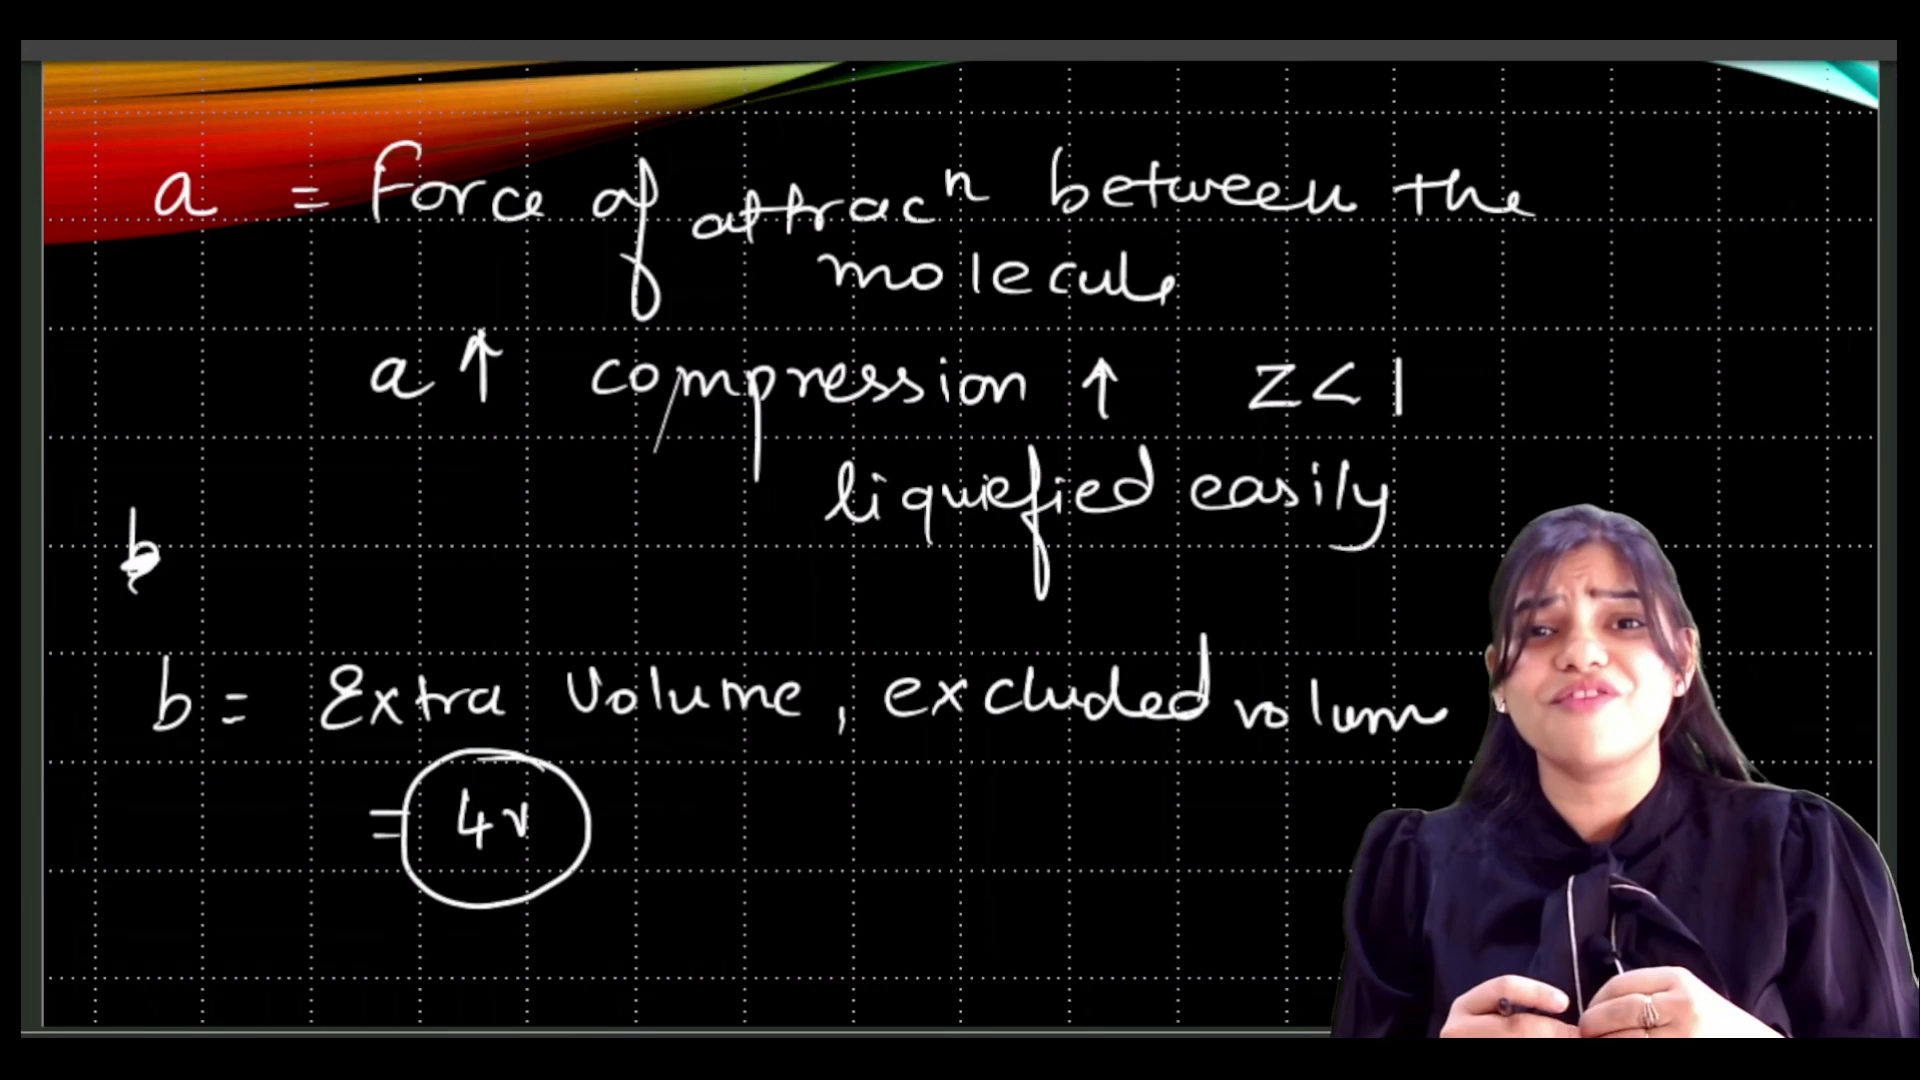 a = Force of attracⁿ between the
molecule
a ↑ compression ↑ Z < 1
liquefied easily
b
b = Extra Volume, excluded volume
= 4v